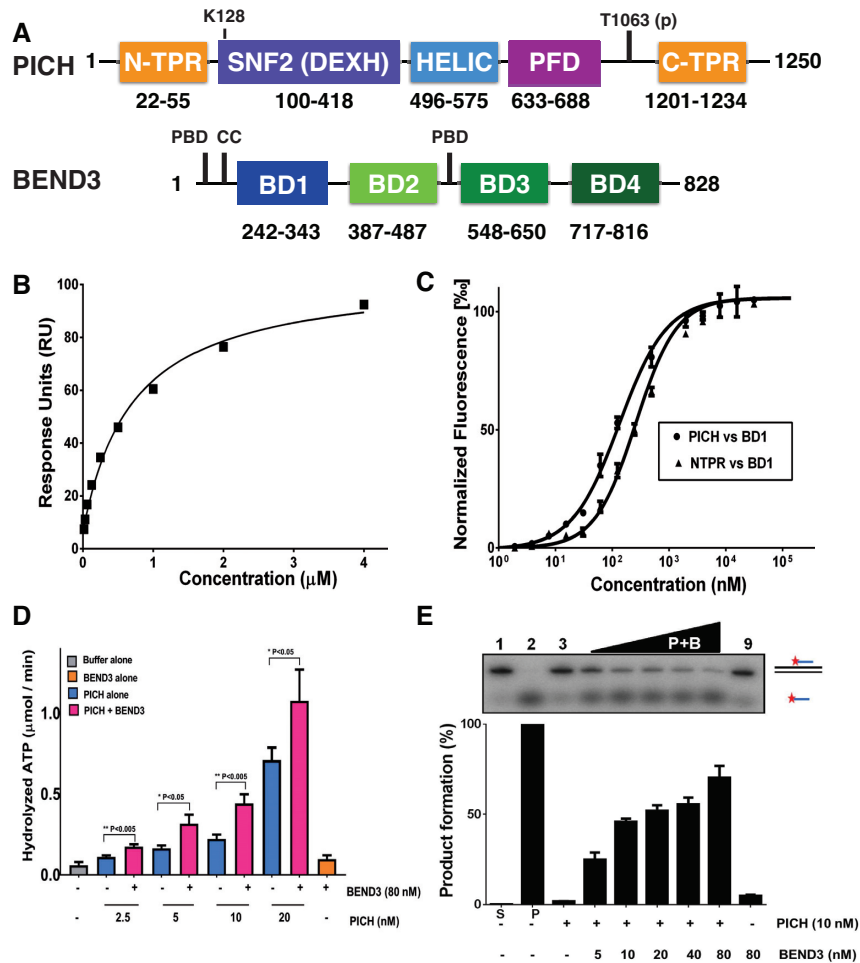 A
K128
T1063 (p)
PICH 1 N-TPR SNF2 (DEXH) HELIC PFD C-TPR 1250
22-55 100-418 496-575 633-688 1201-1234
PBD CC PBD
BEND3 1 BD1 BD2 BD3 BD4 828
242-343 387-487 548-650 717-816
B
Response Units (RU)
100
80
60
40
20
0
0 1 2 3 4
Concentration (μM)
C
Normalized Fluorescence [‰]
100
50
0
10⁰ 10¹ 10² 10³ 10⁴ 10⁵
PICH vs BD1
NTPR vs BD1
Concentration (nM)
D
Hydrolyzed ATP (μmol / min)
Buffer alone
BEND3 alone
PICH alone
PICH + BEND3
1.0
0.5
0.0
** P<0.005
* P<0.05
** P<0.005
* P<0.05
- - + - + - + - + + BEND3 (80 nM)
- 2.5 5 10 20 - PICH (nM)
E
1 2 3 P+B 9
Product formation (%)
100
50
0
S P
- - + + + + + + - PICH (10 nM)
- - - 5 10 20 40 80 80 BEND3 (nM)